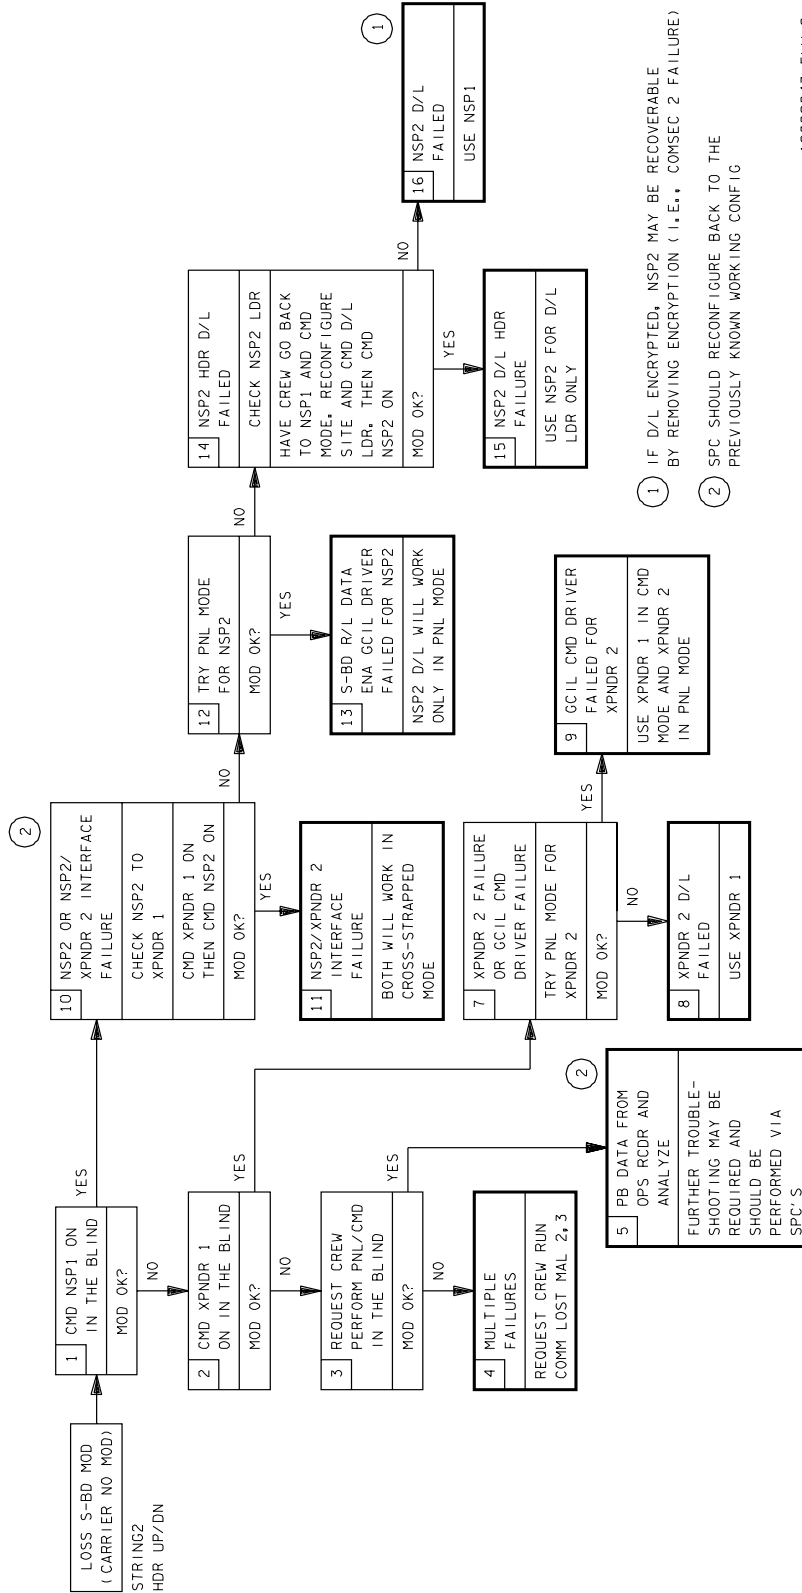 LOSS S-BD MOD
(CARRIER NO MOD)
STRING2
HDR UP/DN
1 CMD NSP1 ON
IN THE BLIND
MOD OK?
YES
NO
2 CMD XPNDR 1
ON IN THE BLIND
MOD OK?
YES
NO
3 REQUEST CREW
PERFORM PNL/CMD
IN THE BLIND
MOD OK?
YES
NO
4 MULTIPLE
FAILURES
REQUEST CREW RUN
COMM LOST MAL 2,3
2
5 PB DATA FROM
OPS RCDR AND
ANALYZE
FURTHER TROUBLE-
SHOOTING MAY BE
REQUIRED AND
SHOULD BE
PERFORMED VIA
SPC'S
2
10 NSP2 OR NSP2/
XPNDR 2 INTERFACE
FAILURE
CHECK NSP2 TO
XPNDR 1
CMD XPNDR 1 ON
THEN CMD NSP2 ON
MOD OK?
NO
YES
11 NSP2/XPNDR 2
INTERFACE
FAILURE
BOTH WILL WORK IN
CROSS-STRAPPED
MODE
7 XPNDR 2 FAILURE
OR GCIL CMD
DRIVER FAILURE
TRY PNL MODE FOR
XPNDR 2
MOD OK?
YES
NO
8 XPNDR 2 D/L
FAILED
USE XPNDR 1
12 TRY PNL MODE
FOR NSP2
MOD OK?
NO
YES
13 S-BD R/L DATA
ENA GCIL DRIVER
FAILED FOR NSP2
NSP2 D/L WILL WORK
ONLY IN PNL MODE
9 GCIL CMD DRIVER
FAILED FOR
XPNDR 2
USE XPNDR 1 IN CMD
MODE AND XPNDR 2
IN PNL MODE
14 NSP2 HDR D/L
FAILED
CHECK NSP2 LDR
HAVE CREW GO BACK
TO NSP1 AND CMD
MODE. RECONFIGURE
SITE AND CMD D/L
LDR. THEN CMD
NSP2 ON
MOD OK?
NO
YES
15 NSP2 D/L HDR
FAILURE
USE NSP2 FOR D/L
LDR ONLY
1
16 NSP2 D/L
FAILED
USE NSP1
1 IF D/L ENCRYPTED, NSP2 MAY BE RECOVERABLE
BY REMOVING ENCRYPTION (I.E., COMSEC 2 FAILURE)
2 SPC SHOULD RECONFIGURE BACK TO THE
PREVIOUSLY KNOWN WORKING CONFIG